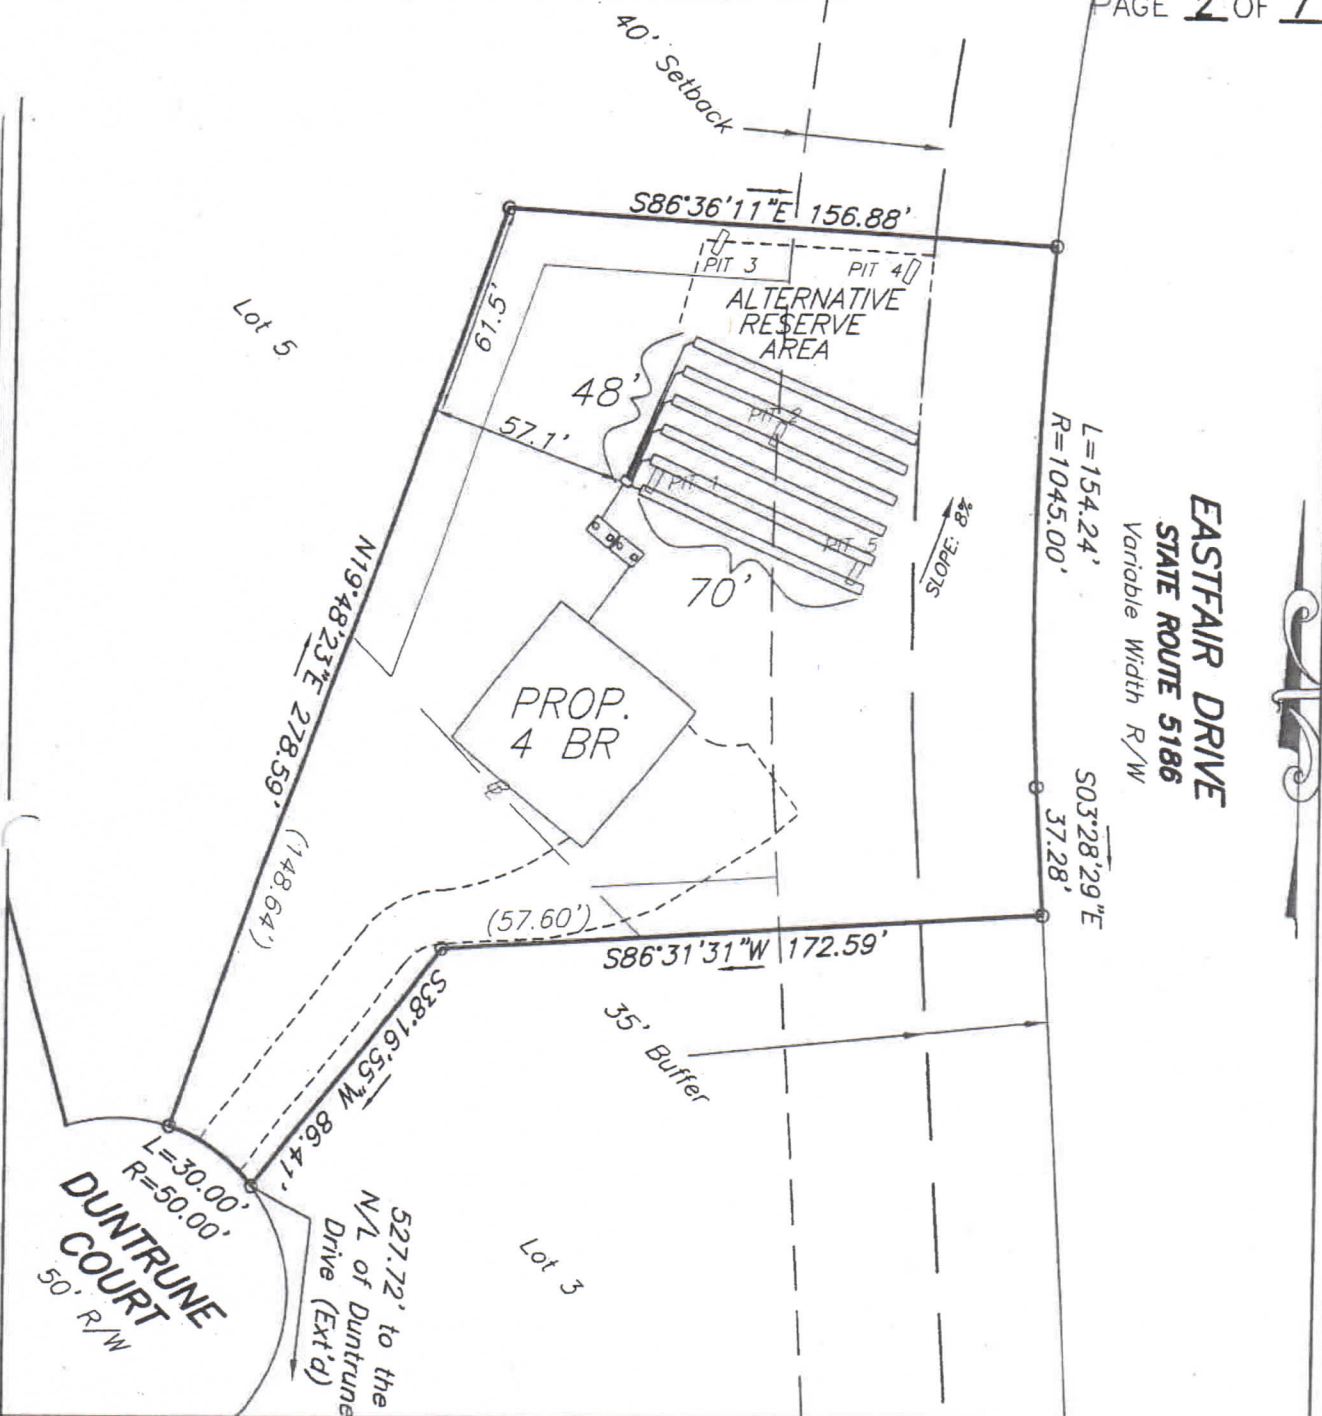 PAGE 2 OF 7
40' Setback
S86°36'11"E 156.88'
PIT 3
PIT 4
ALTERNATIVE
RESERVE
AREA
Lot 5
61.5'
48'
57.1'
PIT 2
PIT 1
PIT 5
70'
SLOPE: 8%
L=154.24'
R=1045.00'
EASTFAIR DRIVE
STATE ROUTE 5186
Variable Width R/W
S03°28'29"E
37.28'
N19°48'23"E 278.59'
(148.64')
PROP.
4 BR
(57.60')
S86°31'31"W 172.59'
35' Buffer
S38°16'55"W 86.41'
L=30.00'
R=50.00'
DUNTRUNE
COURT
50' R/W
527.72' to the
N/L of Duntrune
Drive (Ext'd)
Lot 3